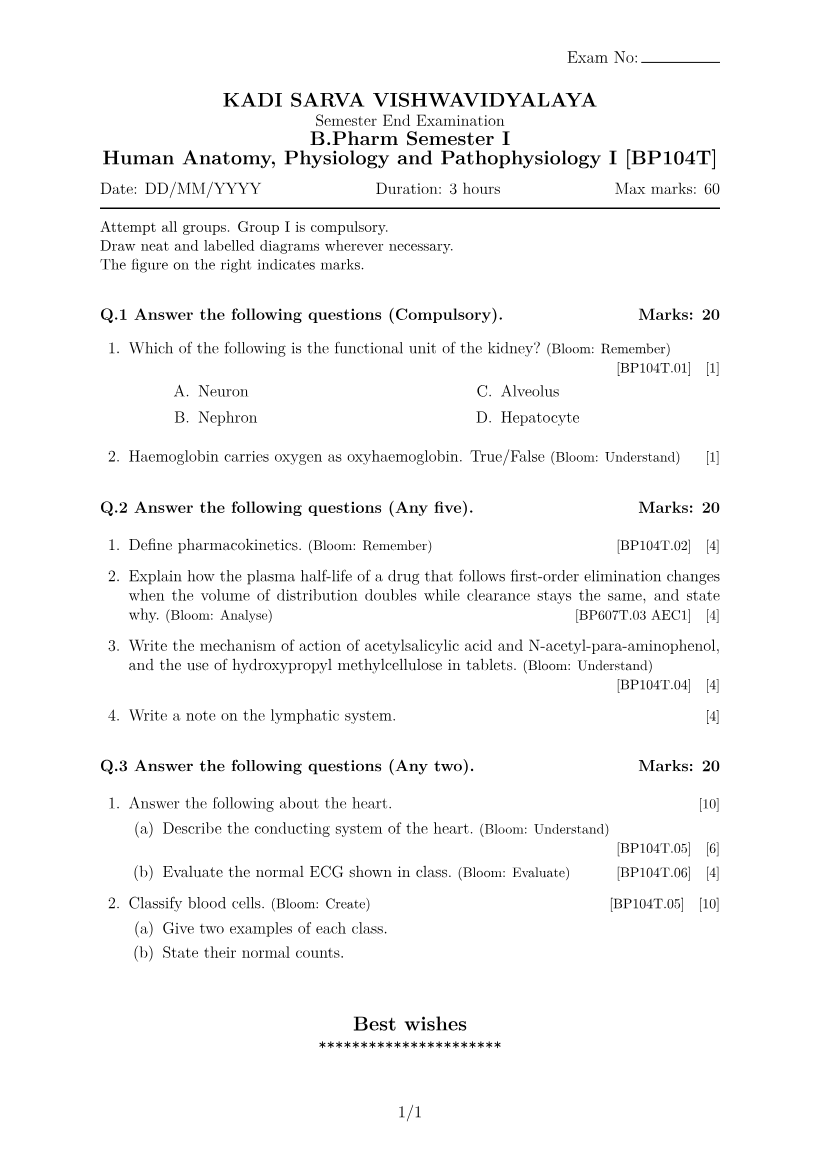 Exam No:
KADI SARVA VISHWAVIDYALAYA
Semester End Examination
B.Pharm Semester I
Human Anatomy, Physiology and Pathophysiology I [BP104T]
Date: DD/MM/YYYY Duration: 3 hours Max marks: 60
Attempt all groups. Group I is compulsory.
Draw neat and labelled diagrams wherever necessary.
The figure on the right indicates marks.
Q.1 Answer the following questions (Compulsory). Marks: 20
1. Which of the following is the functional unit of the kidney? (Bloom: Remember)
[BP104T.01] [1]
A. Neuron C. Alveolus
B. Nephron D. Hepatocyte
2. Haemoglobin carries oxygen as oxyhaemoglobin. True/False (Bloom: Understand) [1]
Q.2 Answer the following questions (Any five). Marks: 20
1. Define pharmacokinetics. (Bloom: Remember) [BP104T.02] [4]
2. Explain how the plasma half-life of a drug that follows first-order elimination changes
when the volume of distribution doubles while clearance stays the same, and state
why. (Bloom: Analyse) [BP607T.03 AEC1] [4]
3. Write the mechanism of action of acetylsalicylic acid and N-acetyl-para-aminophenol,
and the use of hydroxypropyl methylcellulose in tablets. (Bloom: Understand)
[BP104T.04] [4]
4. Write a note on the lymphatic system. [4]
Q.3 Answer the following questions (Any two). Marks: 20
1. Answer the following about the heart. [10]
(a) Describe the conducting system of the heart. (Bloom: Understand)
[BP104T.05] [6]
(b) Evaluate the normal ECG shown in class. (Bloom: Evaluate) [BP104T.06] [4]
2. Classify blood cells. (Bloom: Create) [BP104T.05] [10]
(a) Give two examples of each class.
(b) State their normal counts.
Best wishes
**********************
1/1